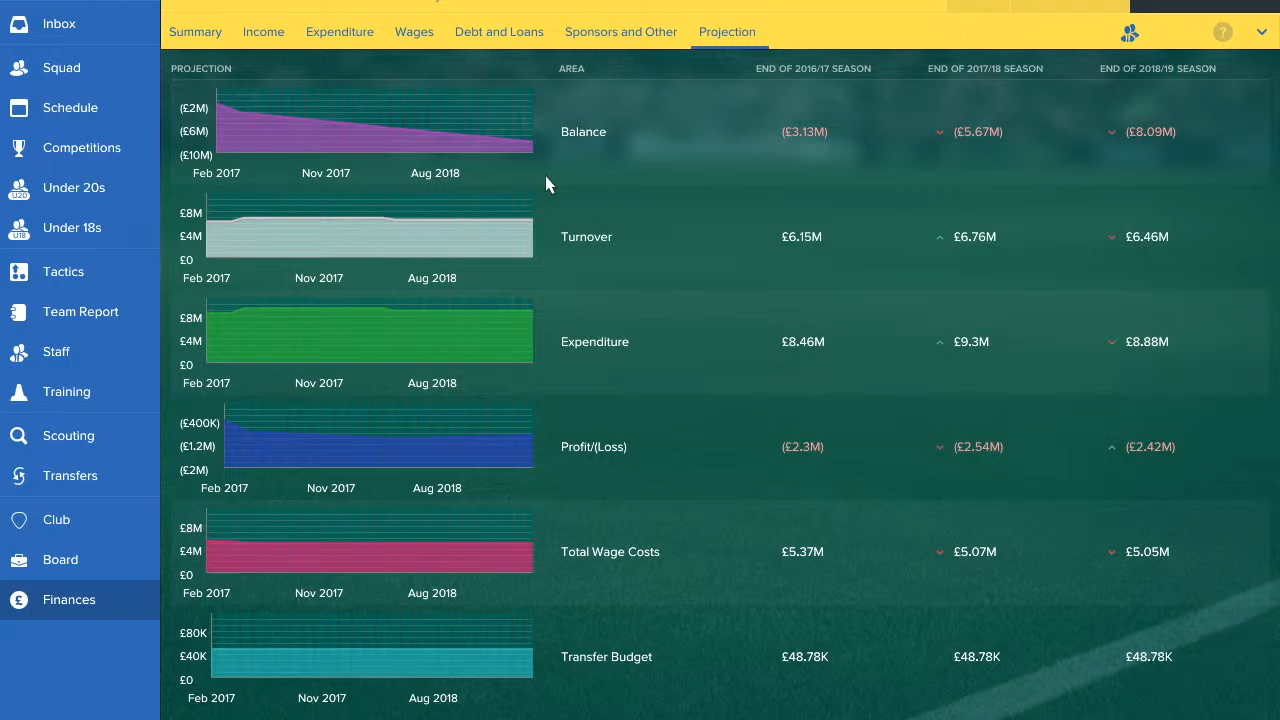 Inbox
Squad
Schedule
Competitions
Under 20s
Under 18s
Tactics
Team Report
Staff
Training
Scouting
Transfers
Club
Board
Finances
U20
U18
Summary Income Expenditure Wages Debt and Loans Sponsors and Other Projection ?
PROJECTION AREA END OF 2016/17 SEASON END OF 2017/18 SEASON END OF 2018/19 SEASON
(£2M)
(£6M)
(£10M)
Feb 2017 Nov 2017 Aug 2018
Balance (£3.13M) (£5.67M) (£8.09M)
£8M
£4M
£0
Feb 2017 Nov 2017 Aug 2018
Turnover £6.15M £6.76M £6.46M
£8M
£4M
£0
Feb 2017 Nov 2017 Aug 2018
Expenditure £8.46M £9.3M £8.88M
(£400K)
(£1.2M)
(£2M)
Feb 2017 Nov 2017 Aug 2018
Profit/(Loss) (£2.3M) (£2.54M) (£2.42M)
£8M
£4M
£0
Feb 2017 Nov 2017 Aug 2018
Total Wage Costs £5.37M £5.07M £5.05M
£80K
£40K
£0
Feb 2017 Nov 2017 Aug 2018
Transfer Budget £48.78K £48.78K £48.78K